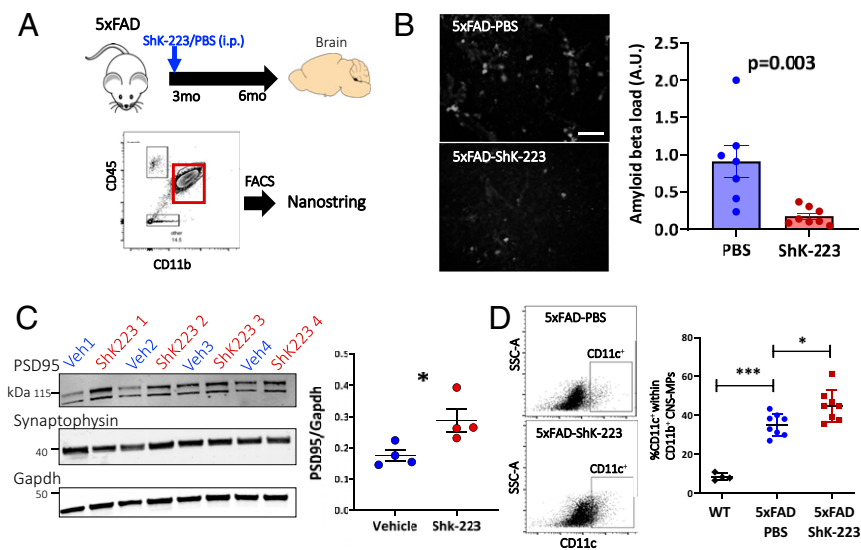 A
5xFAD
ShK-223/PBS (i.p.)
Brain
3mo
6mo
CD45
other
14.5
CD11b
FACS
Nanostring
B
5xFAD-PBS
5xFAD-ShK-223
Amyloid beta load (A.U.)
2.5
2.0
1.5
1.0
0.5
0.0
p=0.003
PBS
ShK-223
C
Veh1
ShK223 1
Veh2
ShK223 2
Veh3
ShK223 3
Veh4
ShK223 4
PSD95
kDa 115
Synaptophysin
40
Gapdh
50
PSD95/Gapdh
0.5
0.4
0.3
0.2
0.1
0.0
*
Vehicle
Shk-223
D
5xFAD-PBS
SSC-A
CD11c+
5xFAD-ShK-223
SSC-A
CD11c+
CD11c
%CD11c+ within
CD11b+ CNS-MPs
80
60
40
20
0
***
*
WT
5xFAD
PBS
5xFAD
ShK-223